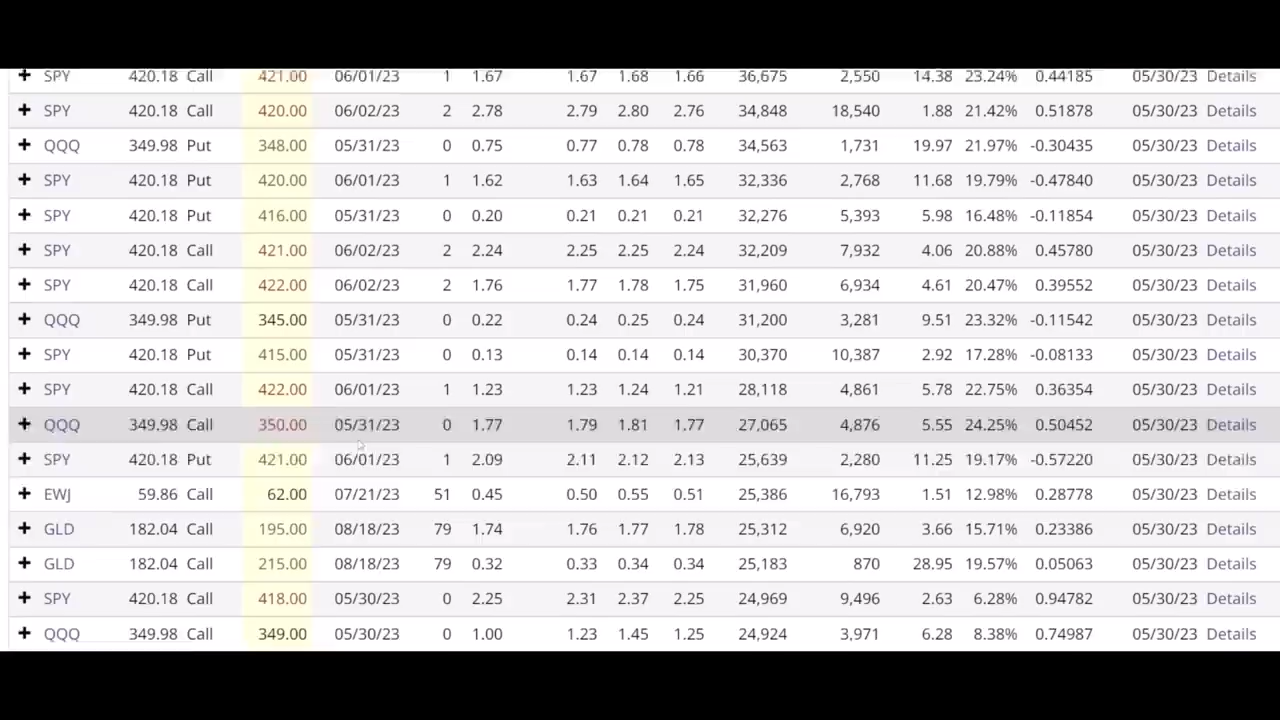 SPY 420.18 Call 421.00 06/01/23 1 1.67 1.67 1.68 1.66 36,675 2,550 14.38 23.24% 0.44185 05/30/23 Details
SPY 420.18 Call 420.00 06/02/23 2 2.78 2.79 2.80 2.76 34,848 18,540 1.88 21.42% 0.51878 05/30/23 Details
QQQ 349.98 Put 348.00 05/31/23 0 0.75 0.77 0.78 0.78 34,563 1,731 19.97 21.97% -0.30435 05/30/23 Details
SPY 420.18 Put 420.00 06/01/23 1 1.62 1.63 1.64 1.65 32,336 2,768 11.68 19.79% -0.47840 05/30/23 Details
SPY 420.18 Put 416.00 05/31/23 0 0.20 0.21 0.21 0.21 32,276 5,393 5.98 16.48% -0.11854 05/30/23 Details
SPY 420.18 Call 421.00 06/02/23 2 2.24 2.25 2.25 2.24 32,209 7,932 4.06 20.88% 0.45780 05/30/23 Details
SPY 420.18 Call 422.00 06/02/23 2 1.76 1.77 1.78 1.75 31,960 6,934 4.61 20.47% 0.39552 05/30/23 Details
QQQ 349.98 Put 345.00 05/31/23 0 0.22 0.24 0.25 0.24 31,200 3,281 9.51 23.32% -0.11542 05/30/23 Details
SPY 420.18 Put 415.00 05/31/23 0 0.13 0.14 0.14 0.14 30,370 10,387 2.92 17.28% -0.08133 05/30/23 Details
SPY 420.18 Call 422.00 06/01/23 1 1.23 1.23 1.24 1.21 28,118 4,861 5.78 22.75% 0.36354 05/30/23 Details
QQQ 349.98 Call 350.00 05/31/23 0 1.77 1.79 1.81 1.77 27,065 4,876 5.55 24.25% 0.50452 05/30/23 Details
SPY 420.18 Put 421.00 06/01/23 1 2.09 2.11 2.12 2.13 25,639 2,280 11.25 19.17% -0.57220 05/30/23 Details
EWJ 59.86 Call 62.00 07/21/23 51 0.45 0.50 0.55 0.51 25,386 16,793 1.51 12.98% 0.28778 05/30/23 Details
GLD 182.04 Call 195.00 08/18/23 79 1.74 1.76 1.77 1.78 25,312 6,920 3.66 15.71% 0.23386 05/30/23 Details
GLD 182.04 Call 215.00 08/18/23 79 0.32 0.33 0.34 0.34 25,183 870 28.95 19.57% 0.05063 05/30/23 Details
SPY 420.18 Call 418.00 05/30/23 0 2.25 2.31 2.37 2.25 24,969 9,496 2.63 6.28% 0.94782 05/30/23 Details
QQQ 349.98 Call 349.00 05/30/23 0 1.00 1.23 1.45 1.25 24,924 3,971 6.28 8.38% 0.74987 05/30/23 Details